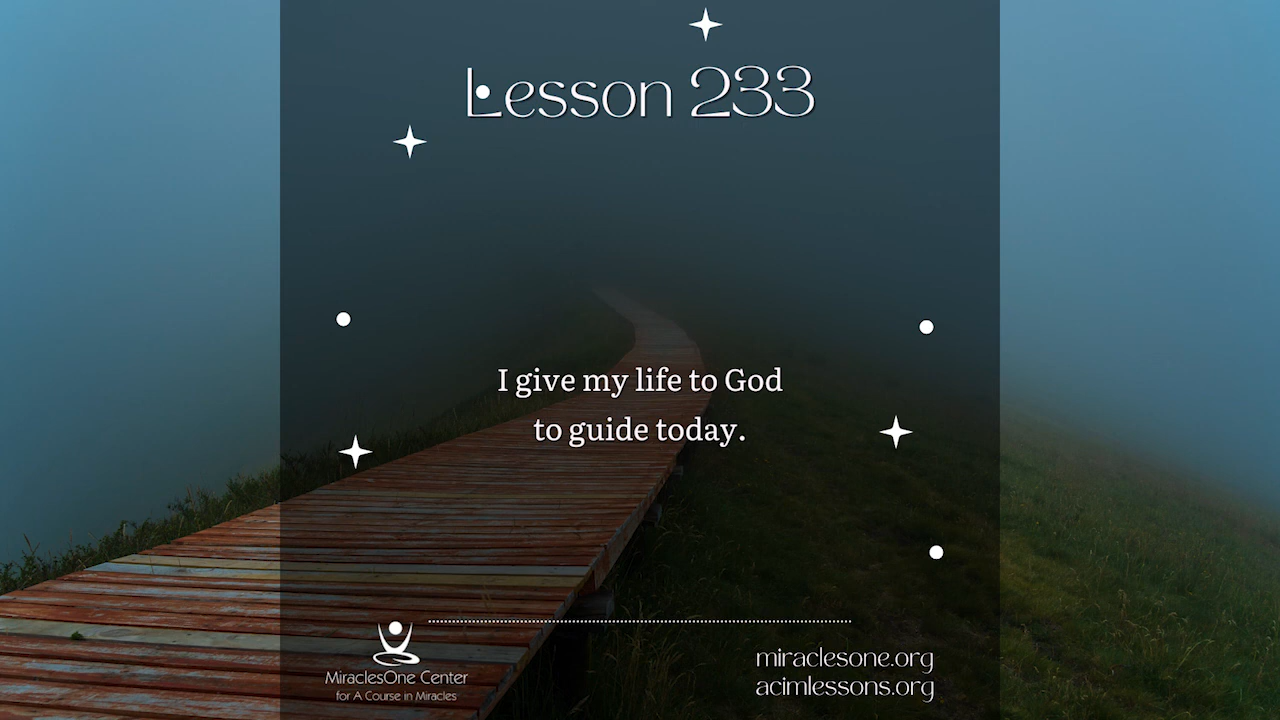 Lesson 233
I give my life to God
to guide today.
MiraclesOne Center
for A Course in Miracles
miraclesone.org
acimlessons.org